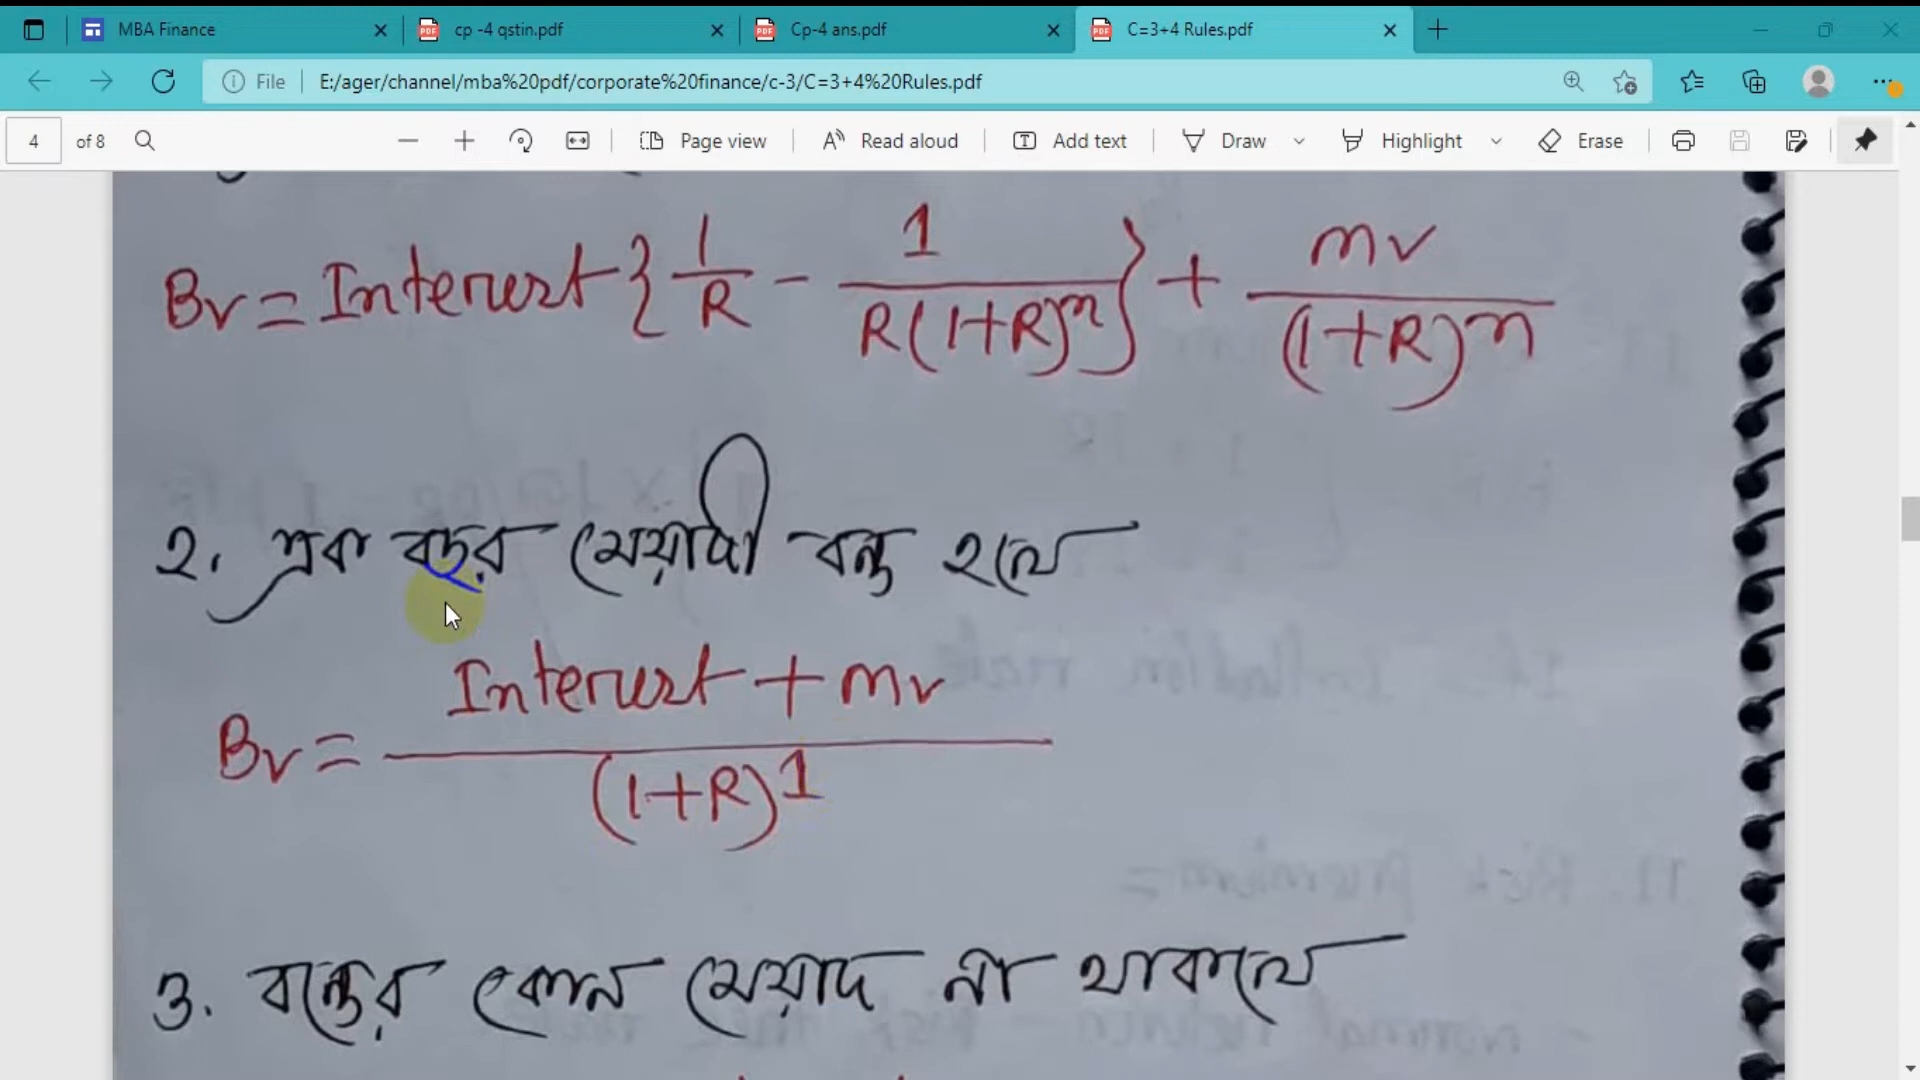 MBA Finance
cp -4 qstin.pdf
Cp-4 ans.pdf
C=3+4 Rules.pdf
File
E:/ager/channel/mba%20pdf/corporate%20finance/c-3/C=3+4%20Rules.pdf
4 of 8
Page view
Read aloud
Add text
Draw
Highlight
Erase
Bv = Interest { 1/R - 1/R(1+R)^n } + mv/(1+R)^n
২. এক বছর মেয়াদী বন্ড হলে
Bv = Interest + mv/(1+R)^1
৩. বন্ডের কোন মেয়াদ না থাকলে